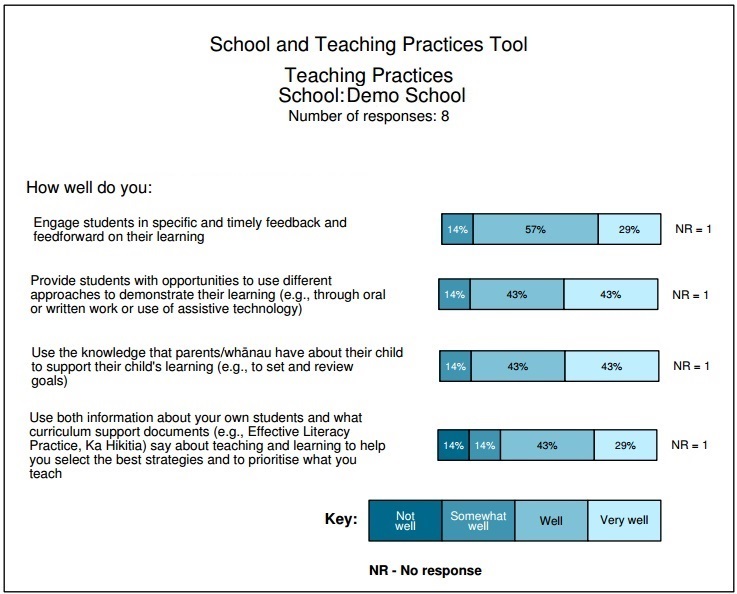 School and Teaching Practices Tool
Teaching Practices
School:Demo School
Number of responses: 8
How well do you:
Engage students in specific and timely feedback and
feedforward on their learning
14% 57% 29% NR = 1
Provide students with opportunities to use different
approaches to demonstrate their learning (e.g., through oral
or written work or use of assistive technology)
14% 43% 43% NR = 1
Use the knowledge that parents/whānau have about their child
to support their child's learning (e.g., to set and review
goals)
14% 43% 43% NR = 1
Use both information about your own students and what
curriculum support documents (e.g., Effective Literacy
Practice, Ka Hikitia) say about teaching and learning to help
you select the best strategies and to prioritise what you
teach
14% 14% 43% 29% NR = 1
Key: Not well Somewhat well Well Very well
NR - No response